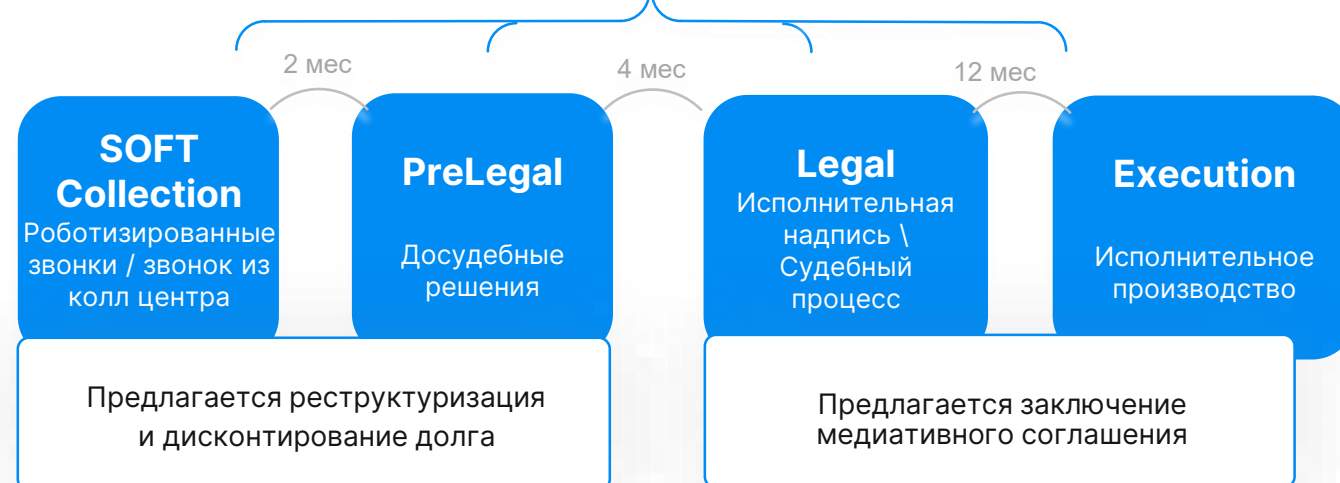 2 мес
4 мес
12 мес
SOFT
Collection
Роботизированные
звонки / звонок из
колл центра
PreLegal
Досудебные
решения
Legal
Исполнительная
надпись \
Судебный
процесс
Execution
Исполнительное
производство
Предлагается реструктуризация
и дисконтирование долга
Предлагается заключение
медиативного соглашения